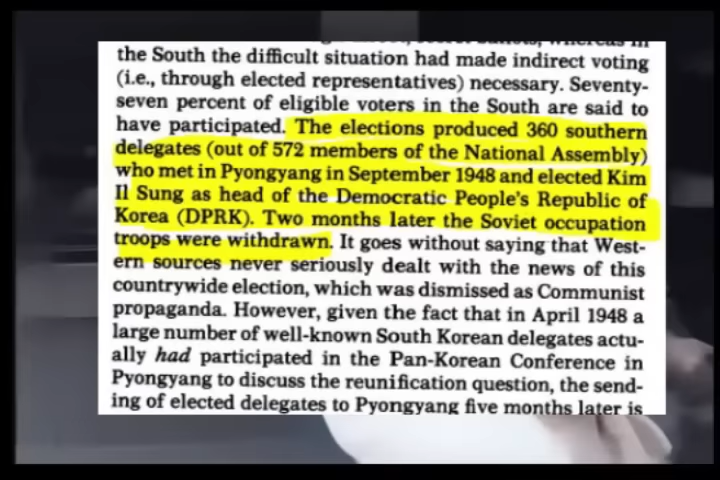 the South the difficult situation had made indirect voting
(i.e., through elected representatives) necessary. Seventy-
seven percent of eligible voters in the South are said to
have participated. The elections produced 360 southern
delegates (out of 572 members of the National Assembly)
who met in Pyongyang in September 1948 and elected Kim
Il Sung as head of the Democratic People's Republic of
Korea (DPRK). Two months later the Soviet occupation
troops were withdrawn. It goes without saying that West-
ern sources never seriously dealt with the news of this
countrywide election, which was dismissed as Communist
propaganda. However, given the fact that in April 1948 a
large number of well-known South Korean delegates actu-
ally had participated in the Pan-Korean Conference in
Pyongyang to discuss the reunification question, the send-
ing of elected delegates to Pyongyang five months later is